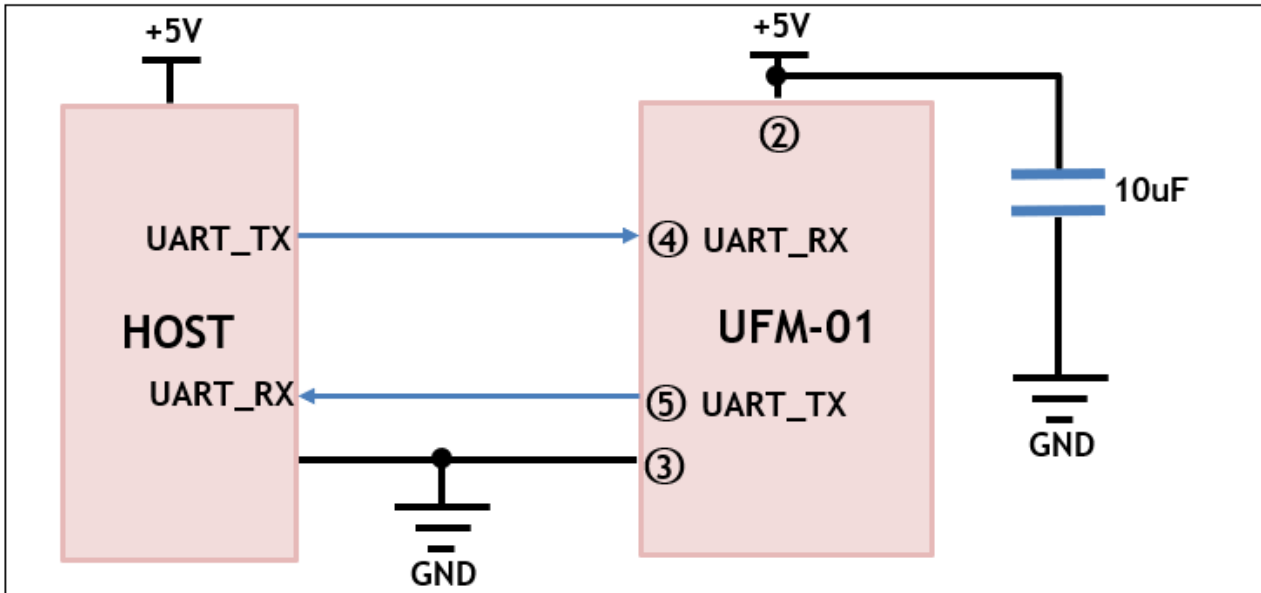 +5V
+5V
②
10uF
UART_TX
④ UART_RX
HOST
UFM-01
UART_RX
⑤ UART_TX
③
GND
GND